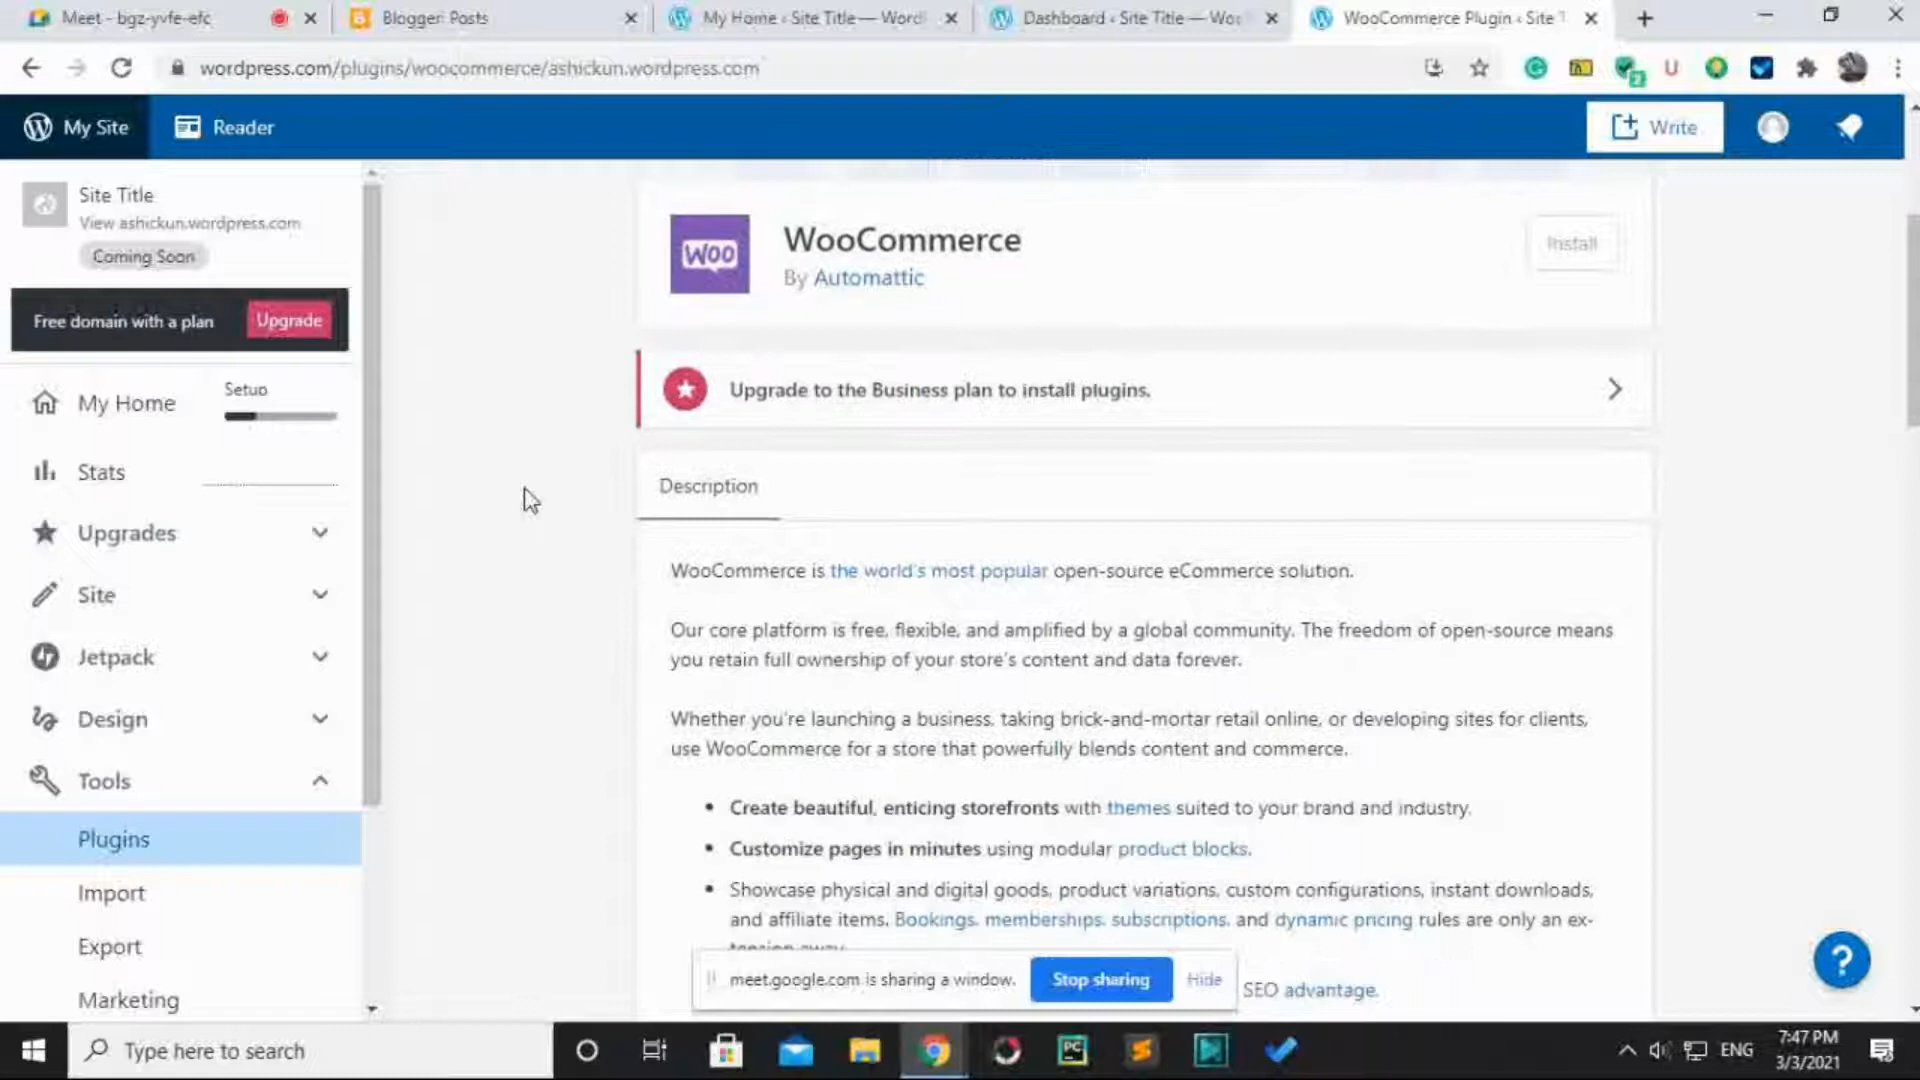 Meet - bgz-yvfe-efc
Blogger: Posts
My Home ‹ Site Title — Word
Dashboard ‹ Site Title — Wor
WooCommerce Plugin ‹ Site T
wordpress.com/plugins/woocommerce/ashickun.wordpress.com
My Site
Reader
Write
Site Title
View ashickun.wordpress.com
Coming Soon
Free domain with a plan
Upgrade
My Home
Setup
Stats
Upgrades
Site
Jetpack
Design
Tools
Plugins
Import
Export
Marketing
Woo
WooCommerce
By Automattic
Install
Upgrade to the Business plan to install plugins.
Description
WooCommerce is the world's most popular open-source eCommerce solution.
Our core platform is free, flexible, and amplified by a global community. The freedom of open-source means
you retain full ownership of your store's content and data forever.
Whether you're launching a business, taking brick-and-mortar retail online, or developing sites for clients,
use WooCommerce for a store that powerfully blends content and commerce.
• Create beautiful, enticing storefronts with themes suited to your brand and industry.
• Customize pages in minutes using modular product blocks.
• Showcase physical and digital goods, product variations, custom configurations, instant downloads,
and affiliate items. Bookings, memberships, subscriptions, and dynamic pricing rules are only an ex-
tension away.
SEO advantage.
meet.google.com is sharing a window.
Stop sharing
Hide
?
Type here to search
PC
ENG
7:47 PM
3/3/2021